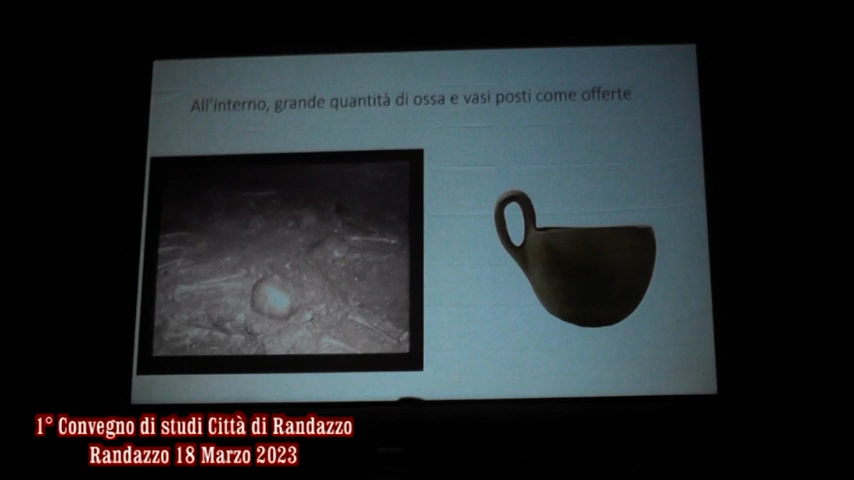 All'interno, grande quantità di ossa e vasi posti come offerte
1° Convegno di studi Città di Randazzo
Randazzo 18 Marzo 2023